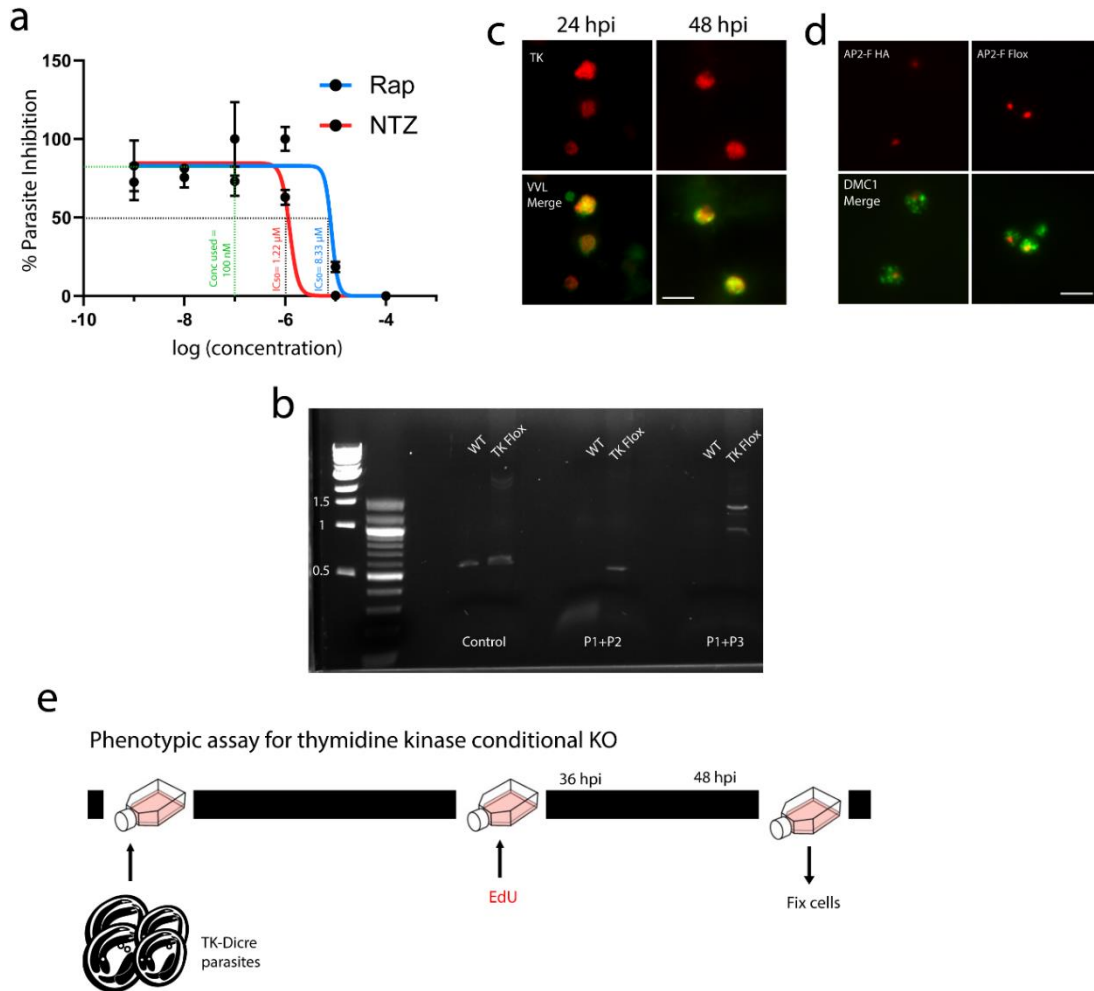 a
150
100
50
0
% Parasite Inhibition
-10
-8
-6
-4
log (concentration)
Rap
NTZ
Conc used =
100 nM
IC50= 1.22 µM
IC50= 8.33 µM
c
24 hpi
48 hpi
TK
VVL
Merge
d
AP2-F HA
AP2-F Flox
DMC1
Merge
b
WT
TK Flox
WT
TK Flox
WT
TK Flox
1.5
1
0.5
Control
P1+P2
P1+P3
e
Phenotypic assay for thymidine kinase conditional KO
36 hpi
48 hpi
EdU
Fix cells
TK-Dicre
parasites